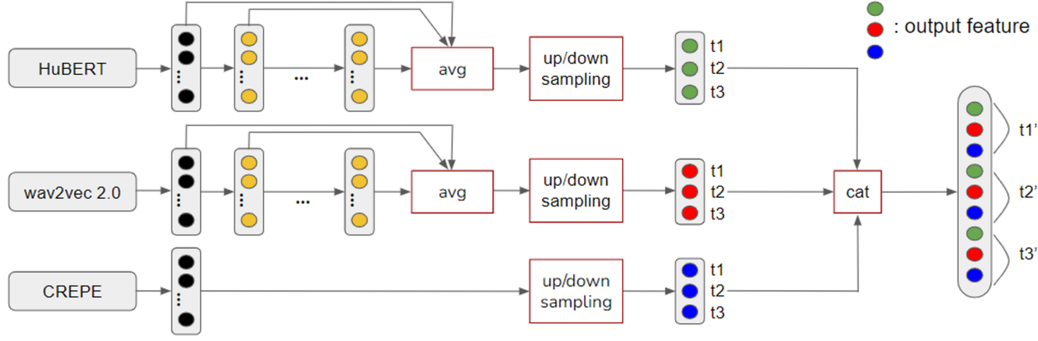 : output feature
HuBERT
...
avg
up/down
sampling
t1
t2
t3
wav2vec 2.0
...
avg
up/down
sampling
t1
t2
t3
CREPE
up/down
sampling
t1
t2
t3
cat
t1'
t2'
t3'